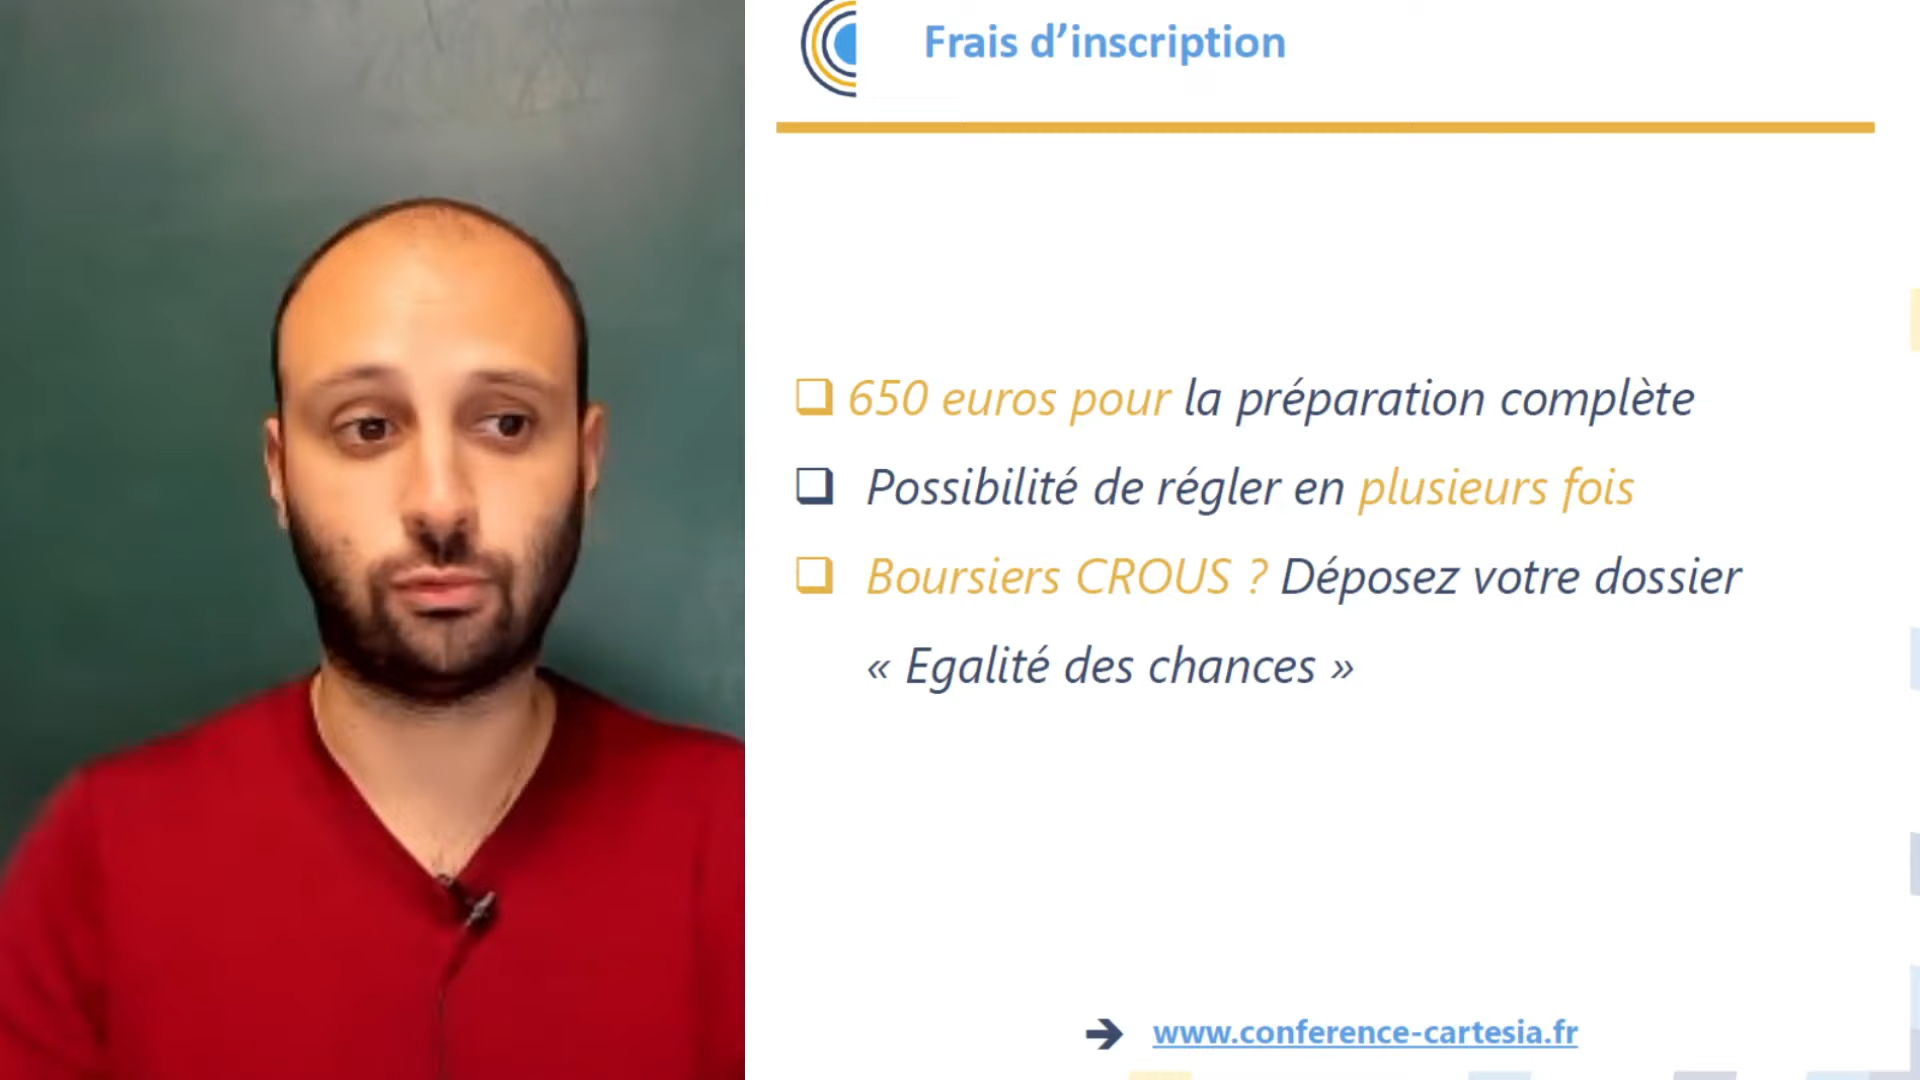 Frais d’inscription
650 euros pour la préparation complète
Possibilité de régler en plusieurs fois
Boursiers CROUS ? Déposez votre dossier
« Egalité des chances »
www.conference-cartesia.fr